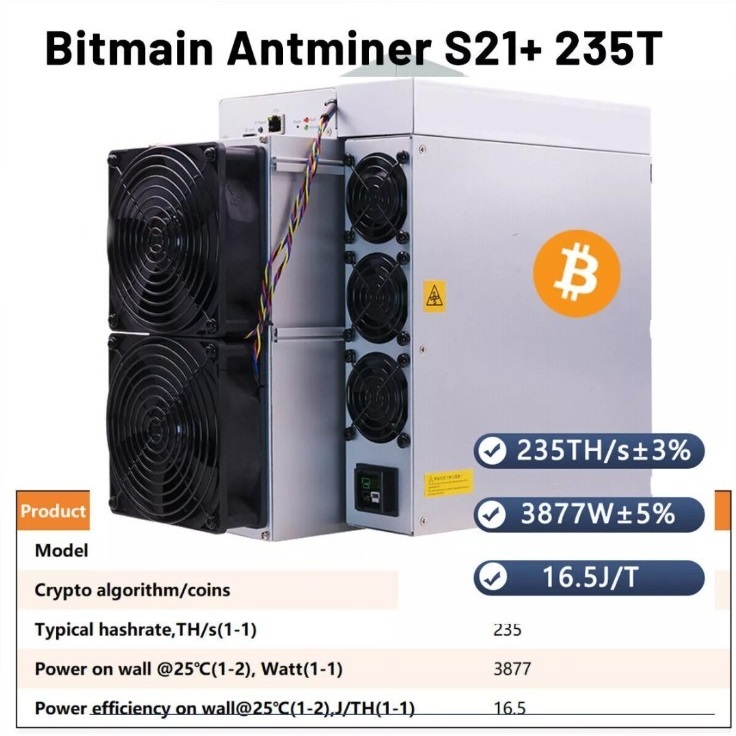 Bitmain Antminer S21+ 235T
235TH/s±3%
Product
3877W±5%
Model
16.5J/T
Crypto algorithm/coins
Typical hashrate,TH/s(1-1)
235
Power on wall @25℃(1-2), Watt(1-1)
3877
Power efficiency on wall@25℃(1-2),J/TH(1-1)
16.5